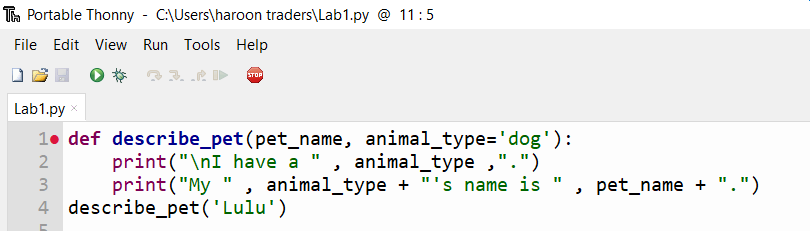 Portable Thonny - C:\Users\haroon traders\Lab1.py @ 11 : 5
File Edit View Run Tools Help
STOP
Lab1.py ×
1 def describe_pet(pet_name, animal_type='dog'):
2     print("\nI have a " , animal_type ,".")
3     print("My " , animal_type + "'s name is " , pet_name + ".")
4 describe_pet('Lulu')
5